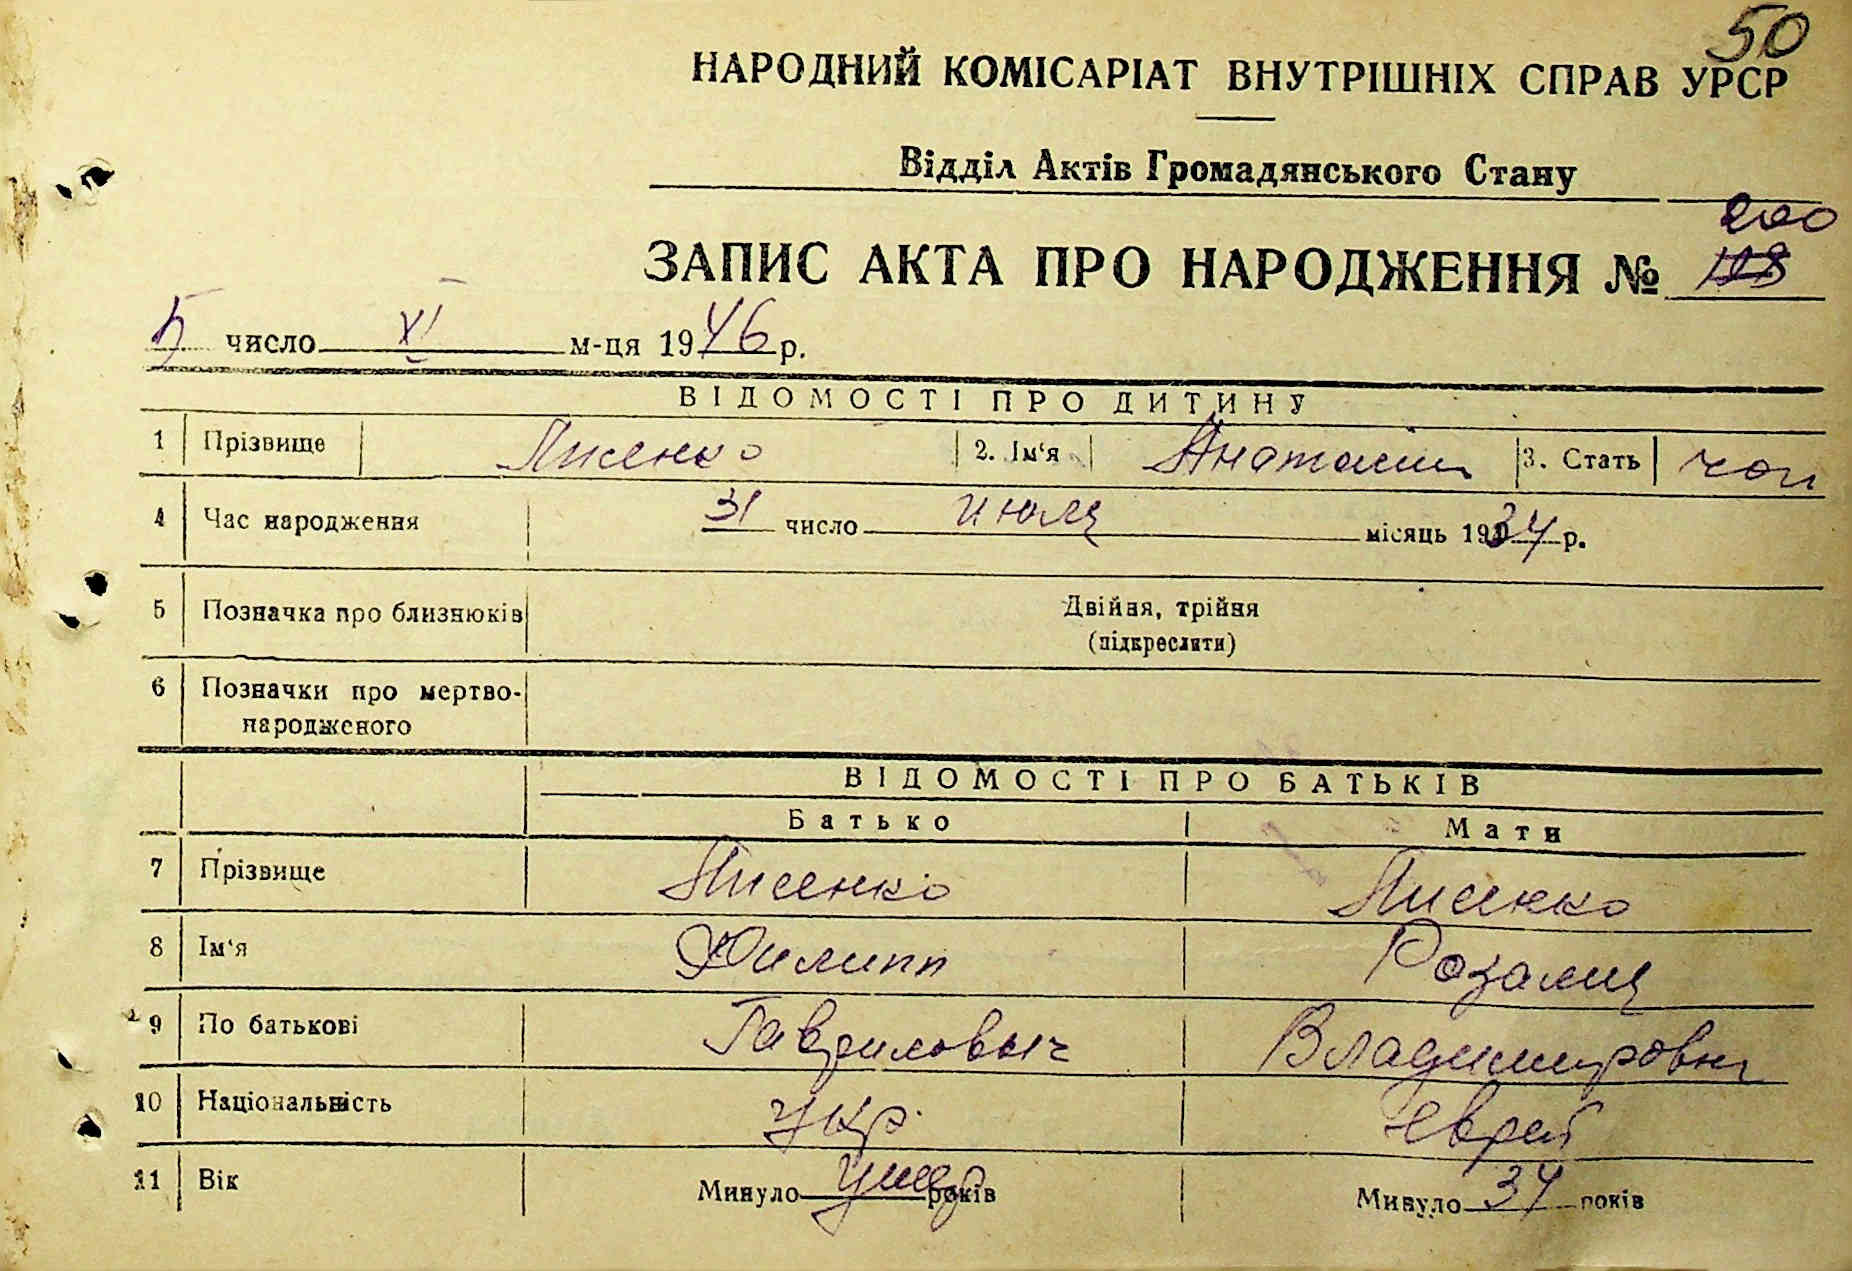 50
НАРОДНИЙ КОМІСАРІАТ ВНУТРІШНІХ СПРАВ УРСР
Відділ Актів Громадянського Стану
200
ЗАПИС АКТА ПРО НАРОДЖЕННЯ №
5 число XI м-ця 1946 р.
ВІДОМОСТІ ПРО ДИТИНУ
1 Прізвище Лисенко 2. Ім'я Анатолий 3. Стать чол
4 Час народження 31 число июля місяць 1934 р.
5 Позначка про близнюків Двійня, трійня
(підкреслити)
6 Позначки про мертво-
народженого
ВІДОМОСТІ ПРО БАТЬКІВ
Батько Мати
7 Прізвище Лисенко Лисенко
8 Ім'я Филипп Розалия
9 По батькові Гаврилович Владимировна
10 Національність укр. еврей
11 Вік Минуло умер років Минуло 34 років